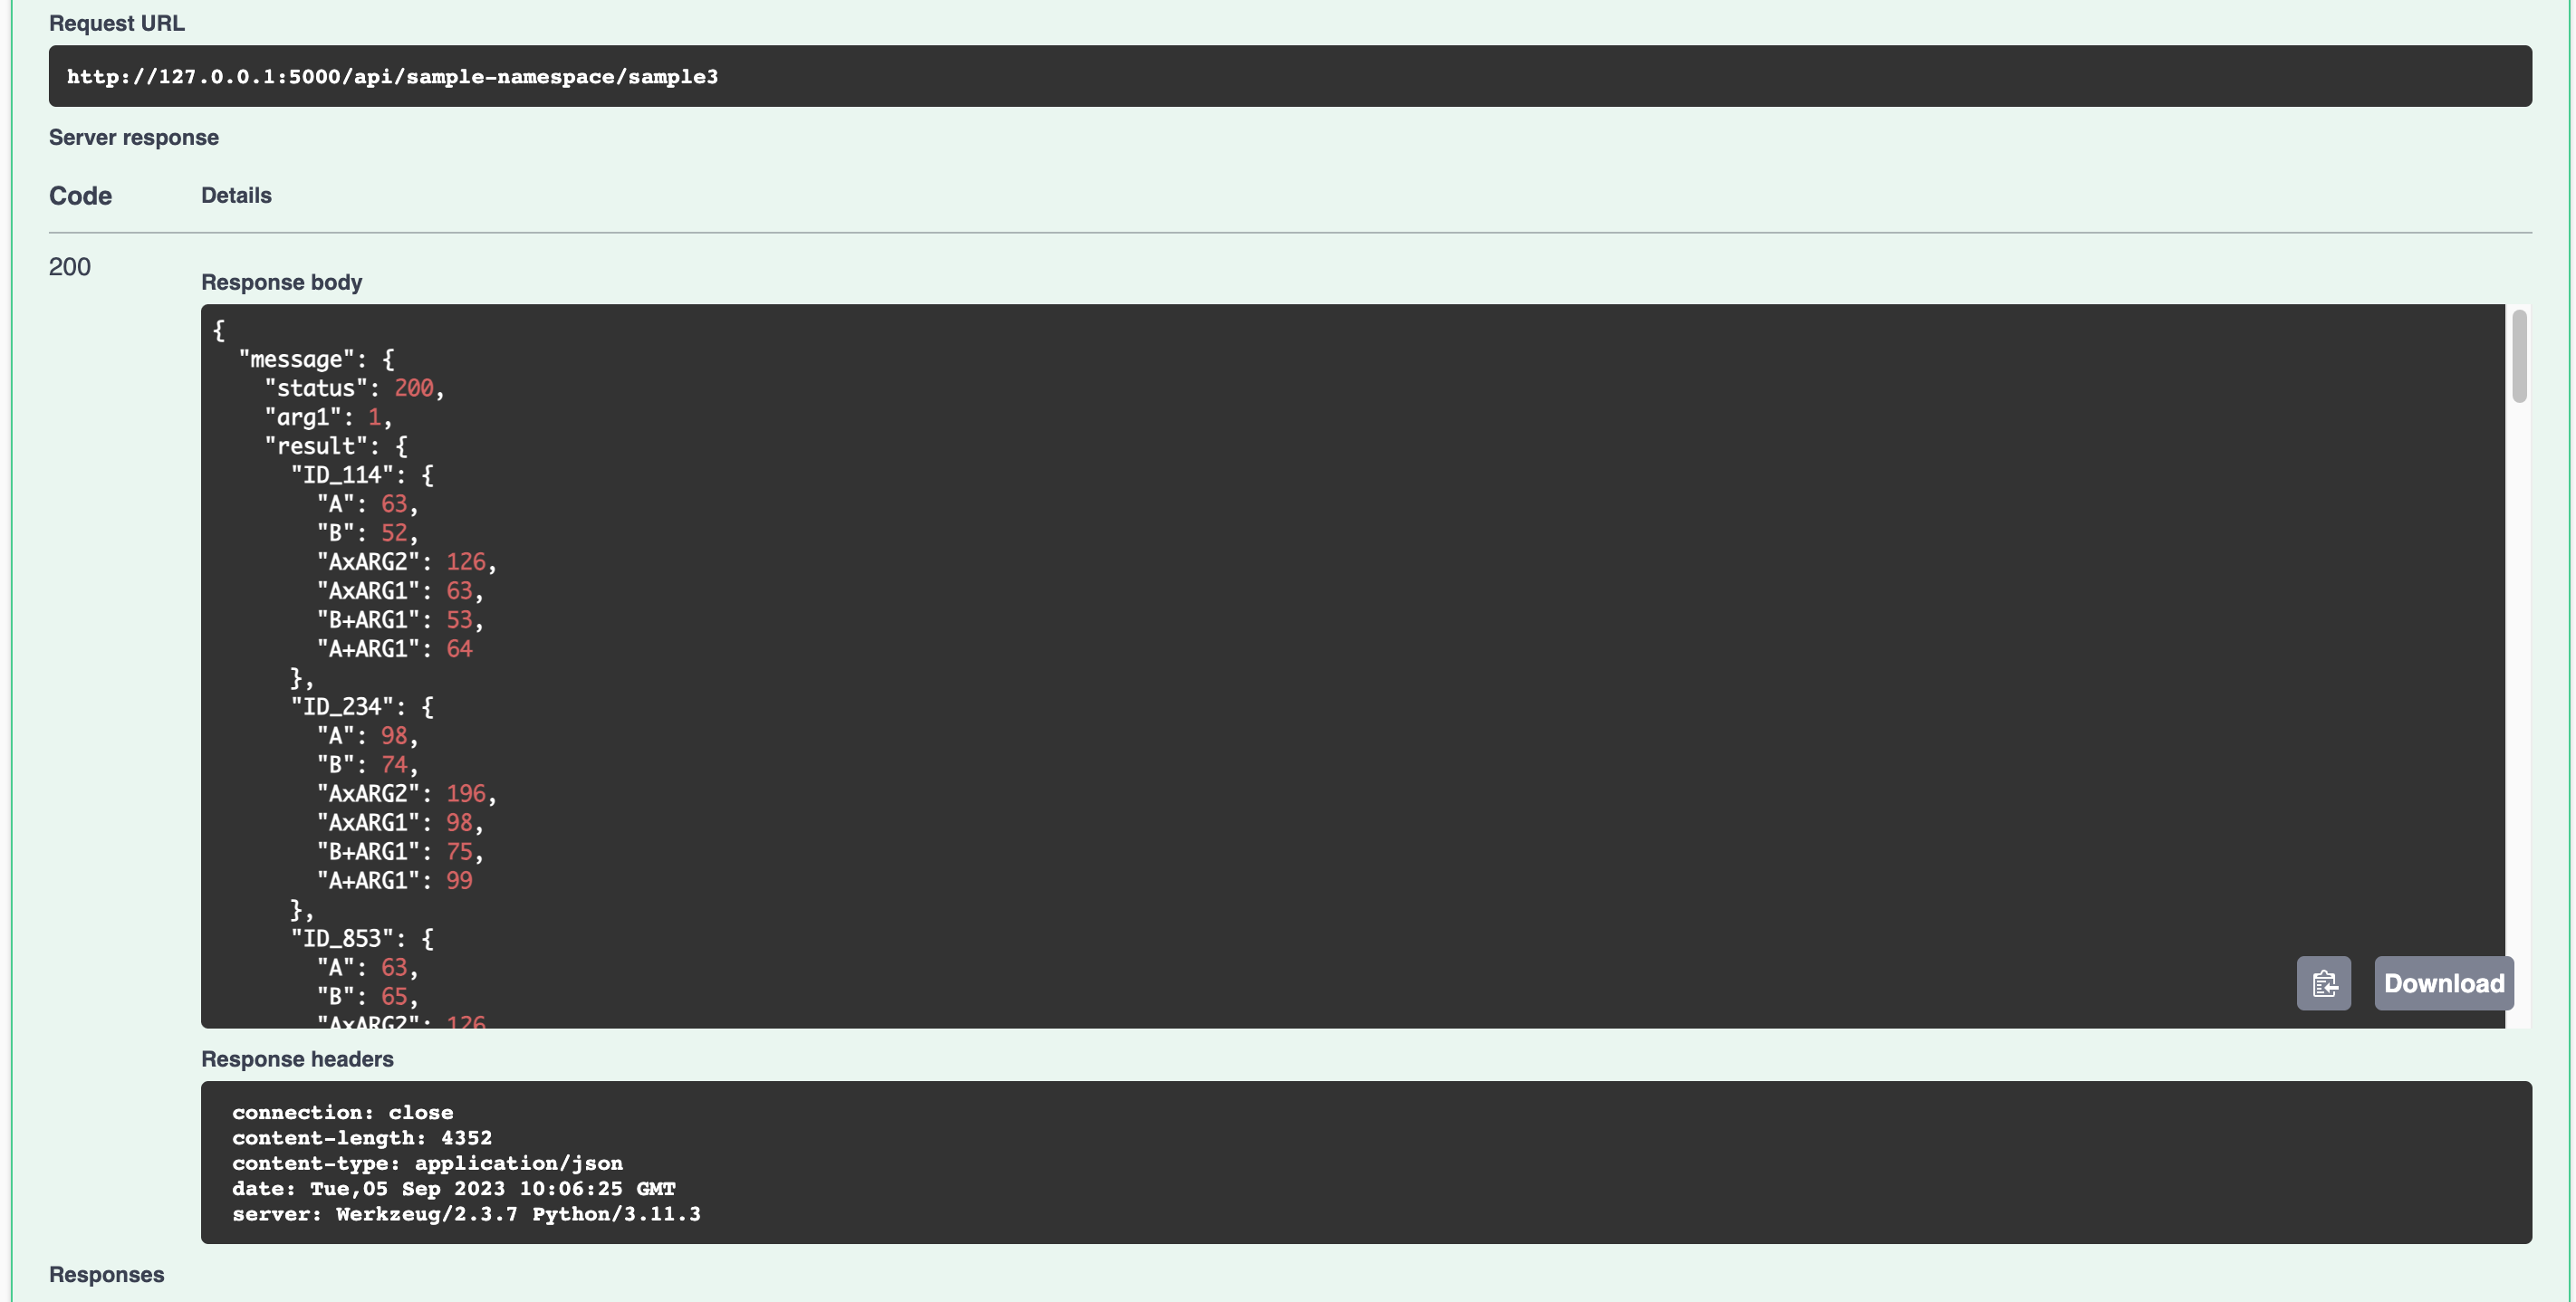 Request URL
http://127.0.0.1:5000/api/sample-namespace/sample3
Server response
Code Details
200
Response body
{
  "message": {
    "status": 200,
    "arg1": 1,
    "result": {
      "ID_114": {
        "A": 63,
        "B": 52,
        "AxARG2": 126,
        "AxARG1": 63,
        "B+ARG1": 53,
        "A+ARG1": 64
      },
      "ID_234": {
        "A": 98,
        "B": 74,
        "AxARG2": 196,
        "AxARG1": 98,
        "B+ARG1": 75,
        "A+ARG1": 99
      },
      "ID_853": {
        "A": 63,
        "B": 65,
        "AxARG2": 126
Download
Response headers
connection: close
content-length: 4352
content-type: application/json
date: Tue,05 Sep 2023 10:06:25 GMT
server: Werkzeug/2.3.7 Python/3.11.3
Responses